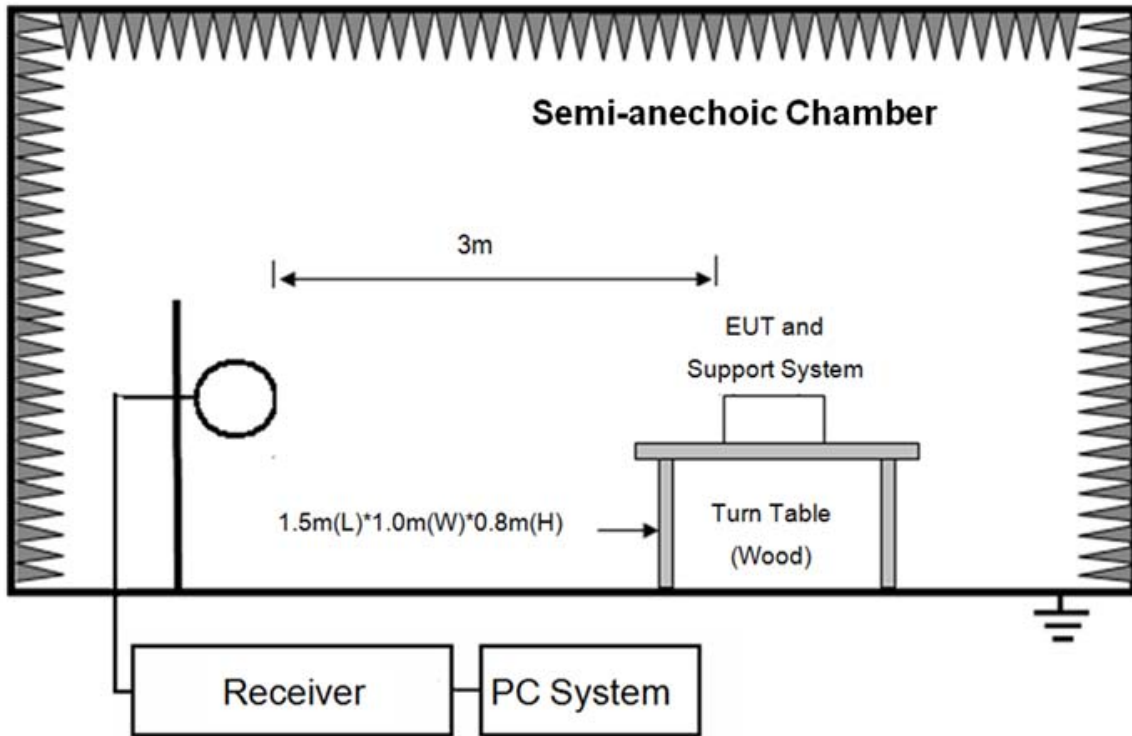 Semi-anechoic Chamber
3m
EUT and
Support System
1.5m(L)*1.0m(W)*0.8m(H)
Turn Table
(Wood)
Receiver
PC System